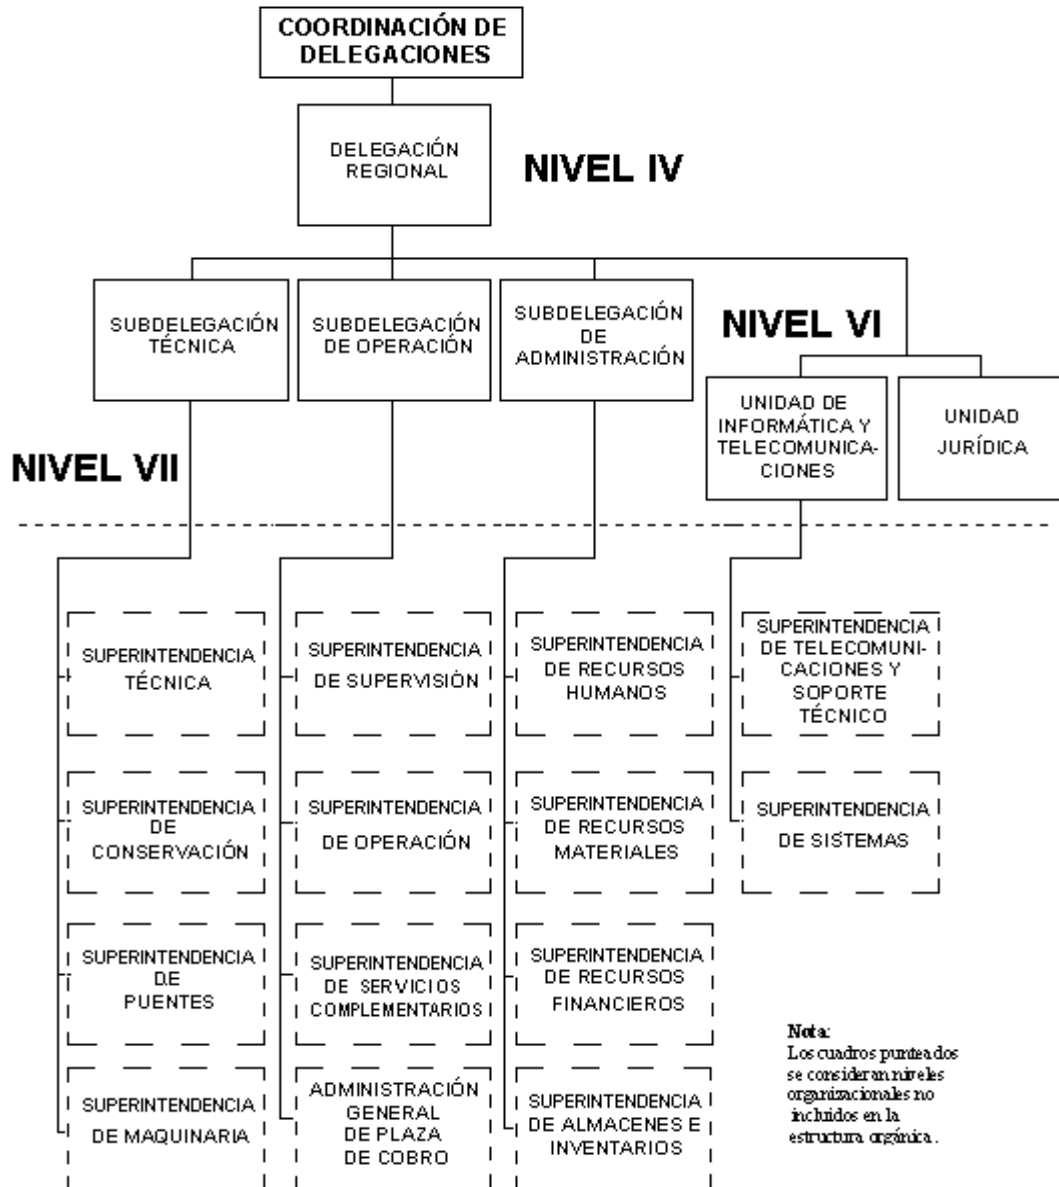 COORDINACIÓN DE
DELEGACIONES
DELEGACIÓN
REGIONAL
NIVEL IV
SUBDELEGACIÓN
TÉCNICA
SUBDELEGACIÓN
DE OPERACIÓN
SUBDELEGACIÓN
DE
ADMINISTRACIÓN
NIVEL VI
UNIDAD DE
INFORMÁTICA Y
TELECOMUNICA-
CIONES
UNIDAD
JURÍDICA
NIVEL VII
SUPERINTENDENCIA
TÉCNICA
SUPERINTENDENCIA
DE
CONSERVACIÓN
SUPERINTENDENCIA
DE
PUENTES
SUPERINTENDENCIA
DE MAQUINARIA
SUPERINTENDENCIA
DE SUPERVISIÓN
SUPERINTENDENCIA
DE OPERACIÓN
SUPERINTENDENCIA
DE SERVICIOS
COMPLEMENTARIOS
ADMINISTRACIÓN
GENERAL
DE PLAZA
DE COBRO
SUPERINTENDENCIA
DE RECURSOS
HUMANOS
SUPERINTENDENCIA
DE RECURSOS
MATERIALES
SUPERINTENDENCIA
DE RECURSOS
FINANCIEROS
SUPERINTENDENCIA
DE ALMACENES E
INVENTARIOS
SUPERINTENDENCIA
DE TELECOMUNI-
CACIONES Y
SOPORTE
TÉCNICO
SUPERINTENDENCIA
DE SISTEMAS
Nota:
Los cuadros punteados
se consideran niveles
organizacionales no
incluidos en la
estructura orgánica.